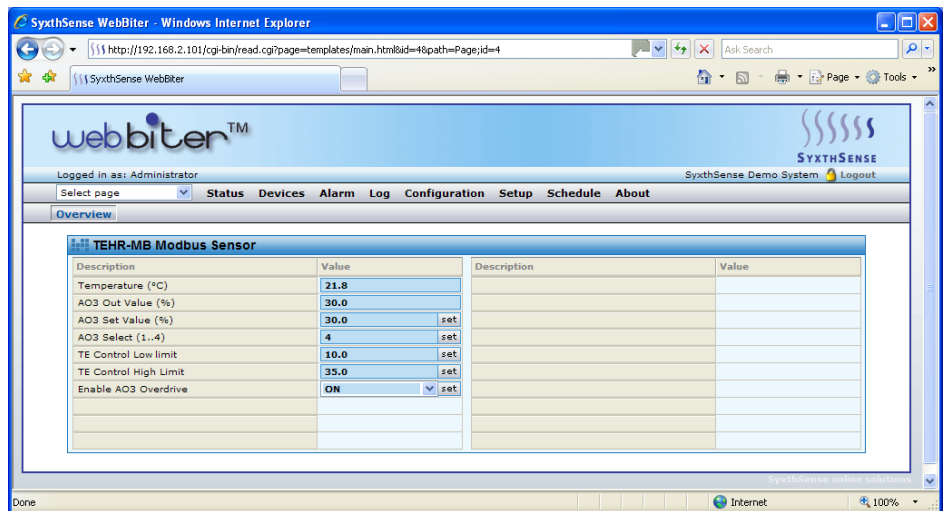 SyxthSense WebBiter - Windows Internet Explorer
http://192.168.2.101/cgi-bin/read.cgi?page=templates/main.html&id=4&path=Page;id=4
Ask Search
SyxthSense WebBiter
Page Tools »
webbiter™
SYXTHSENSE
Logged in as: Administrator
SyxthSense Demo System Logout
Select page Status Devices Alarm Log Configuration Setup Schedule About
Overview
TEHR-MB Modbus Sensor
Description Value Description Value
Temperature (°C) 21.8
AO3 Out Value (%) 30.0
AO3 Set Value (%) 30.0 set
AO3 Select (1..4) 4 set
TE Control Low limit 10.0 set
TE Control High Limit 35.0 set
Enable AO3 Overdrive ON set
SyxthSense online solutions
Done Internet 100%